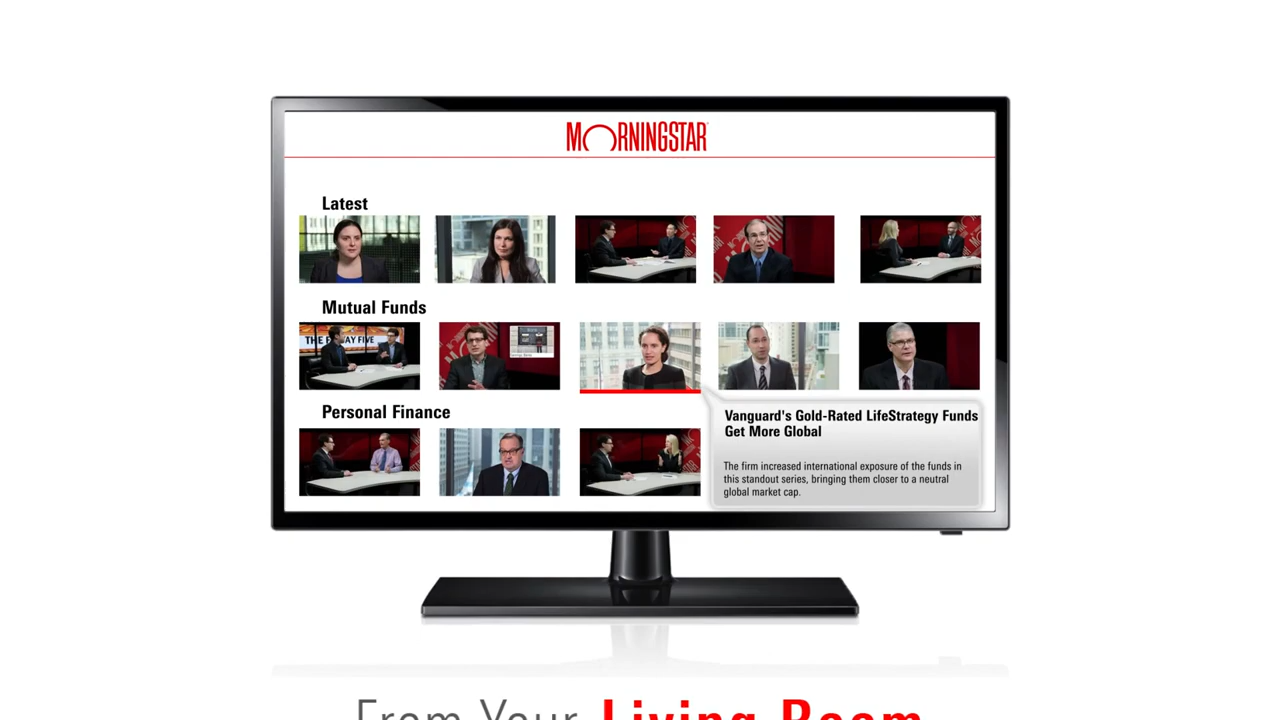 MORNINGSTAR
Latest
Mutual Funds
Personal Finance
Vanguard's Gold-Rated LifeStrategy Funds
Get More Global
The firm increased international exposure of the funds in
this standout series, bringing them closer to a neutral
global market cap.
From Your Living Room